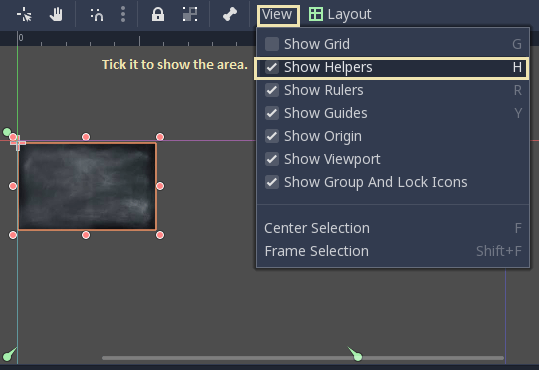 View Layout
0
Show Grid G
Tick it to show the area.
Show Helpers H
Show Rulers R
Show Guides Y
Show Origin
Show Viewport
Show Group And Lock Icons
Center Selection F
Frame Selection Shift+F